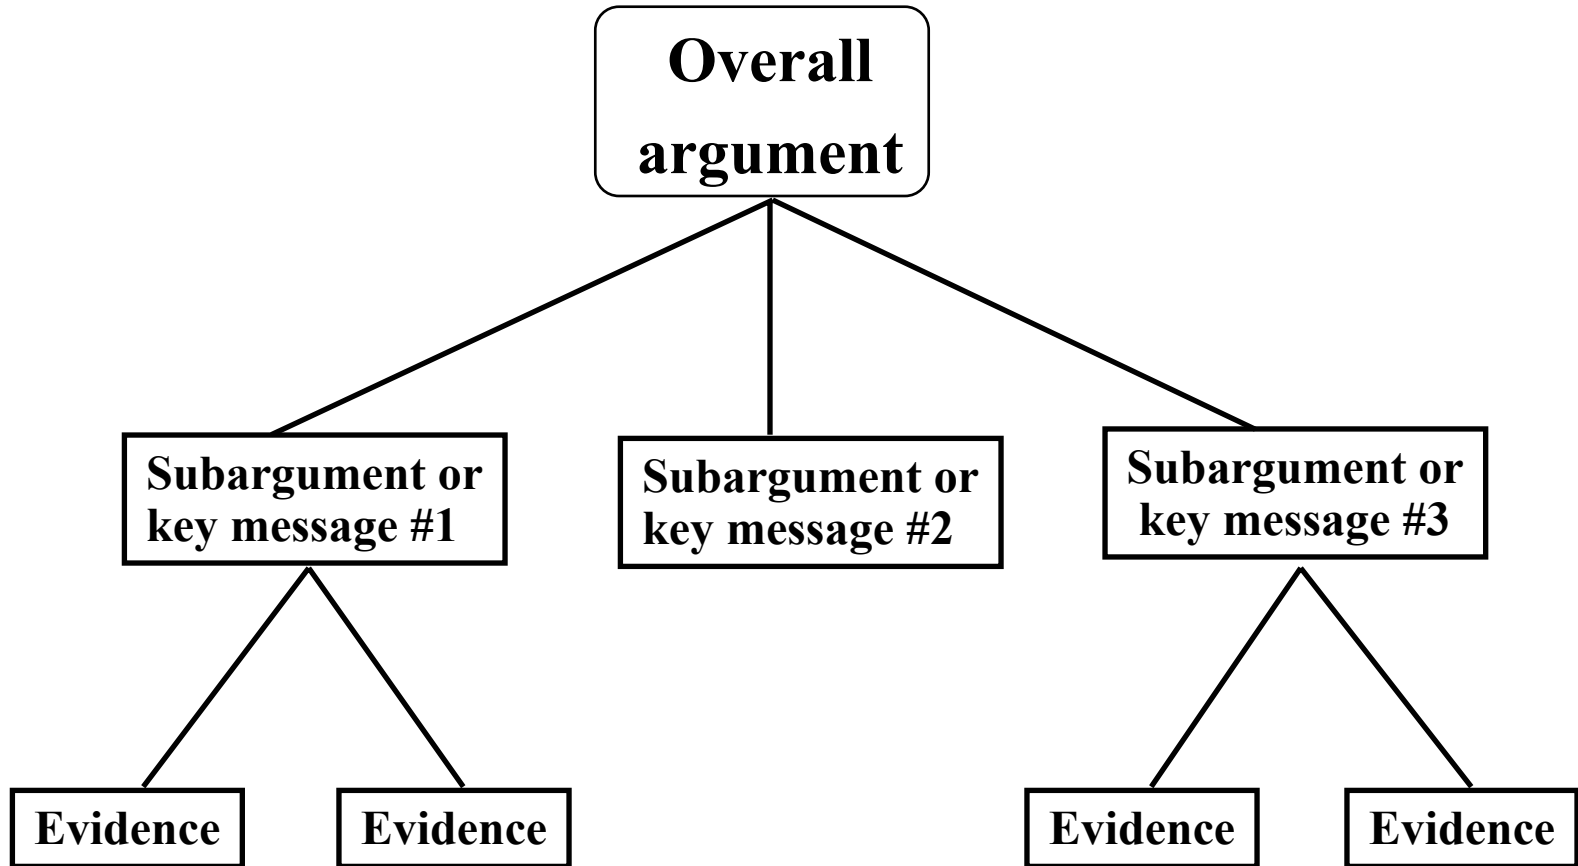 Overall
argument
Subargument or
key message #1
Subargument or
key message #2
Subargument or
key message #3
Evidence
Evidence
Evidence
Evidence